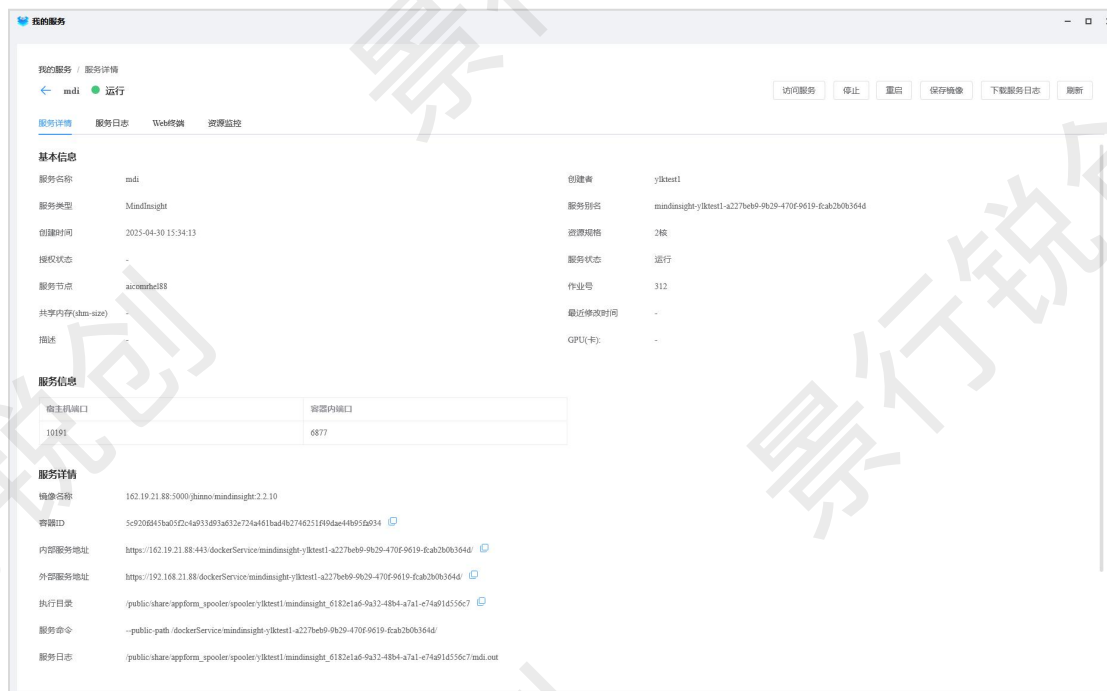 我的服务
我的服务 / 服务详情
← mdi 运行 访问服务 停止 重启 保存镜像 下载服务日志 刷新
服务详情 服务日志 Web终端 资源监控
基本信息
服务名称 mdi 创建者 ylktest1
服务类型 MindInsight 服务别名 mindinsight-ylktest1-a227beb9-9b29-470f-9619-fcab2b0b364d
创建时间 2025-04-30 15:34:13 资源规格 2核
授权状态 - 服务状态 运行
服务节点 aicomrhel88 作业号 312
共享内存(shm-size) - 最近修改时间 -
描述 - GPU(卡): -
服务信息
宿主机端口 容器内端口
10191 6877
服务详情
镜像名称 162.19.21.88:5000/jhinno/mindinsight:2.2.10
容器ID 5c920fd45ba05f2c4a933d93a632e724a461bad4b2746251f49dae44b95fa934
内部服务地址 https://162.19.21.88:443/dockerService/mindinsight-ylktest1-a227beb9-9b29-470f-9619-fcab2b0b364d/
外部服务地址 https://192.168.21.88/dockerService/mindinsight-ylktest1-a227beb9-9b29-470f-9619-fcab2b0b364d/
执行目录 /public/share/appform_spooler/spooler/ylktest1/mindinsight_6182e1a6-9a32-48b4-a7a1-e74a91d556c7
服务命令 --public-path /dockerService/mindinsight-ylktest1-a227beb9-9b29-470f-9619-fcab2b0b364d/
服务日志 /public/share/appform_spooler/spooler/ylktest1/mindinsight_6182e1a6-9a32-48b4-a7a1-e74a91d556c7/mdi.out
景行锐创